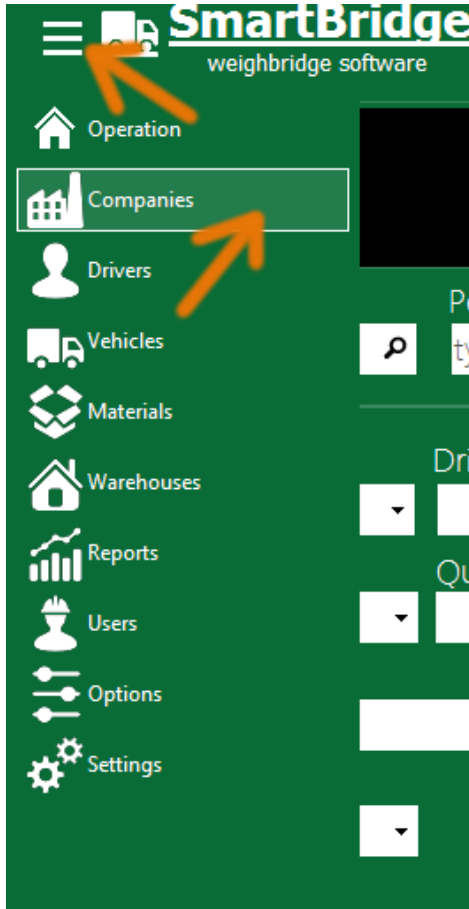 SmartBridge
weighbridge software
Operation
Companies
Drivers
Vehicles
Materials
Warehouses
Reports
Users
Options
Settings